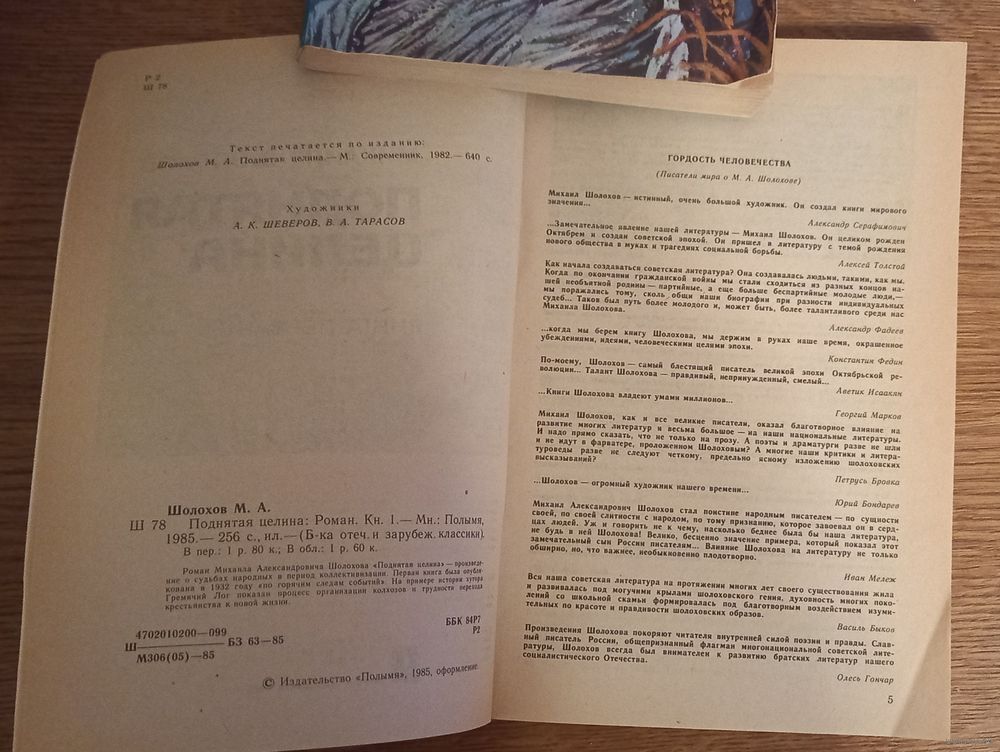 Р 2
Ш 78
Текст печатается по изданию:
Шолохов М. А. Поднятая целина.— М.: Современник, 1982.— 640 с.
Художники
А. К. ШЕВЕРОВ, В. А. ТАРАСОВ
Шолохов М. А.
Ш 78 Поднятая целина: Роман. Кн. 1.— Мн.: Полымя,
1985.— 256 с., ил.— (Б-ка отеч. и зарубеж. классики).
В пер.: 1 р. 80 к.; В обл.: 1 р. 60 к.
Роман Михаила Александровича Шолохова «Поднятая целина» — произведе-
ние о судьбах народных в период коллективизации. Первая книга была опубли-
кована в 1932 году «по горячим следам событий». На примере истории хутора
Гремячий Лог показан процесс организации колхозов и трудности перехода
крестьянства к новой жизни.
4702010200—099
Ш———————БЗ 63—85
М306(05)—85
ББК 84Р7
Р2
© Издательство «Полымя», 1985, оформление.
ГОРДОСТЬ ЧЕЛОВЕЧЕСТВА
(Писатели мира о М. А. Шолохове)
Михаил Шолохов — истинный, очень большой художник. Он создал книги мирового
значения...
Александр Серафимович
...Замечательное явление нашей литературы — Михаил Шолохов. Он целиком рожден
Октябрем и создан советской эпохой. Он пришел в литературу с темой рождения
нового общества в муках и трагедиях социальной борьбы.
Алексей Толстой
Как начала создаваться советская литература? Она создавалась людьми, такими, как мы.
Когда по окончании гражданской войны мы стали сходиться из разных концов на-
шей необъятной родины — партийные, а еще больше беспартийные молодые люди,—
мы поражались тому, сколь общи наши биографии при разности индивидуальных
судеб... Таков был путь более молодого и, может быть, более талантливого среди нас
Михаила Шолохова.
Александр Фадеев
...когда мы берем книгу Шолохова, мы держим в руках наше время, окрашенное
убеждениями, идеями, человеческими целями эпохи.
Константин Федин
По-моему, Шолохов — самый блестящий писатель великой эпохи Октябрьской ре-
волюции... Талант Шолохова — правдивый, непринужденный, смелый...
Аветик Исаакян
...Книги Шолохова владеют умами миллионов...
Георгий Марков
Михаил Шолохов, как и все великие писатели, оказал благотворное влияние на
развитие многих литератур и весьма большое — на наши национальные литературы.
И надо прямо сказать, что не только на прозу. А поэты и драматурги разве не шли
и не идут в фарватере, проложенном Шолоховым? А многие наши критики и литера-
туроведы разве не следуют четкому, предельно ясному изложению шолоховских
высказываний?
Петрусь Бровка
...Шолохов — огромный художник нашего времени...
Юрий Бондарев
Михаил Александрович Шолохов стал поистине народным писателем — по сущности
своей, по своей слитности с народом, по тому признанию, которое завоевал он в серд-
цах людей. Уж и говорить не к чему, насколько беднее была бы наша литература,
не будь в ней Шолохова! Велико, бесценно значение примера, который показал этот
замечательный сын России писателям... Влияние Шолохова на литературу не только
обширно, но, что важнее, необыкновенно плодотворно.
Иван Мележ
Вся наша советская литература на протяжении многих лет своего существования жила
и развивалась под могучими крылами шолоховского гения, духовность многих поко-
лений со школьной скамьи формировалась под благотворным воздействием изуми-
тельных по красоте и правдивости шолоховских образов.
Василь Быков
Произведения Шолохова покоряют читателя внутренней силой поэзии и правды. Слав-
ный писатель России, общепризнанный флагман многонациональной советской лите-
ратуры, Шолохов всегда был внимателен к развитию братских литератур нашего
социалистического Отечества.
Олесь Гончар
5